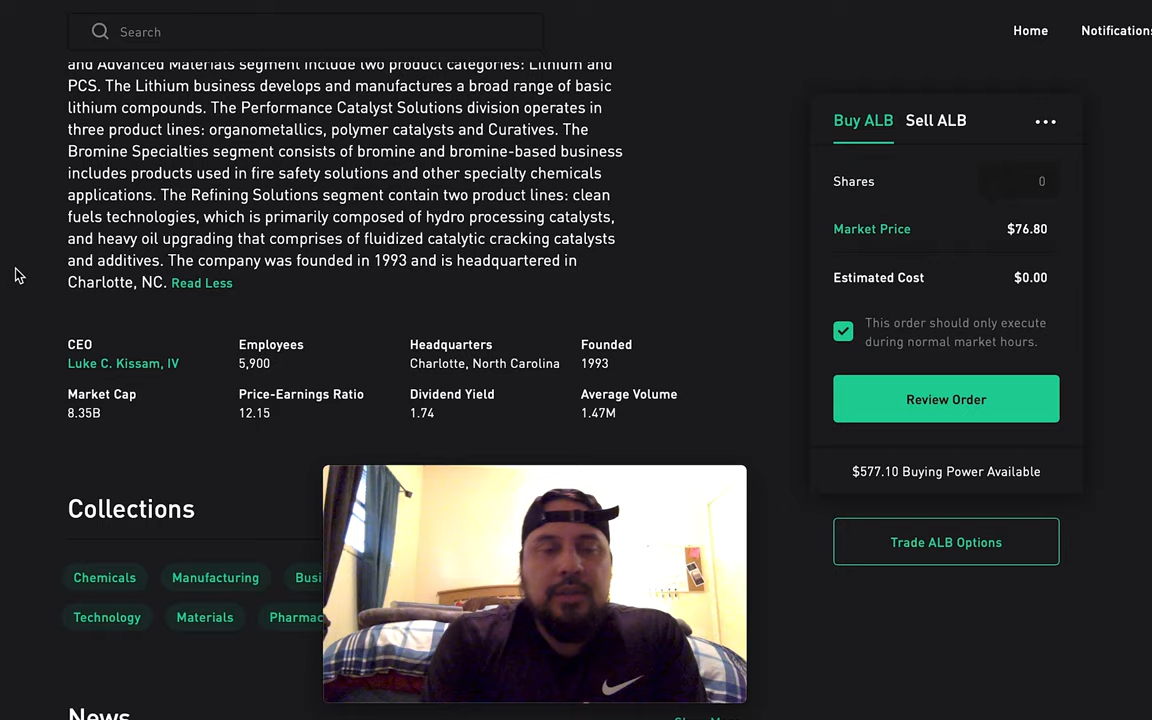 Search
Home
Notifications
and Advanced Materials segment include two product categories: Lithium and
PCS. The Lithium business develops and manufactures a broad range of basic
lithium compounds. The Performance Catalyst Solutions division operates in
three product lines: organometallics, polymer catalysts and Curatives. The
Bromine Specialties segment consists of bromine and bromine-based business
includes products used in fire safety solutions and other specialty chemicals
applications. The Refining Solutions segment contain two product lines: clean
fuels technologies, which is primarily composed of hydro processing catalysts,
and heavy oil upgrading that comprises of fluidized catalytic cracking catalysts
and additives. The company was founded in 1993 and is headquartered in
Charlotte, NC. Read Less
CEO
Luke C. Kissam, IV
Employees
5,900
Headquarters
Charlotte, North Carolina
Founded
1993
Market Cap
8.35B
Price-Earnings Ratio
12.15
Dividend Yield
1.74
Average Volume
1.47M
Collections
Chemicals
Manufacturing
Busi
Technology
Materials
Pharmac
News
Buy ALB
Sell ALB
Shares
0
Market Price
$76.80
Estimated Cost
$0.00
This order should only execute
during normal market hours.
Review Order
$577.10 Buying Power Available
Trade ALB Options